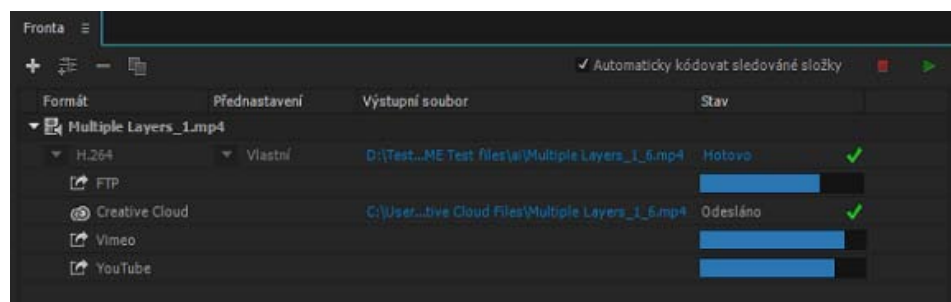 Fronta
Automaticky kódovat sledované složky
Formát Přednastavení Výstupní soubor Stav
Multiple Layers_1.mp4
H.264 Vlastní D:\Test...ME Test files\ai\Multiple Layers_1_6.mp4 Hotovo
FTP
Creative Cloud C:\User...tive Cloud Files\Multiple Layers_1_6.mp4 Odesláno
Vimeo
YouTube